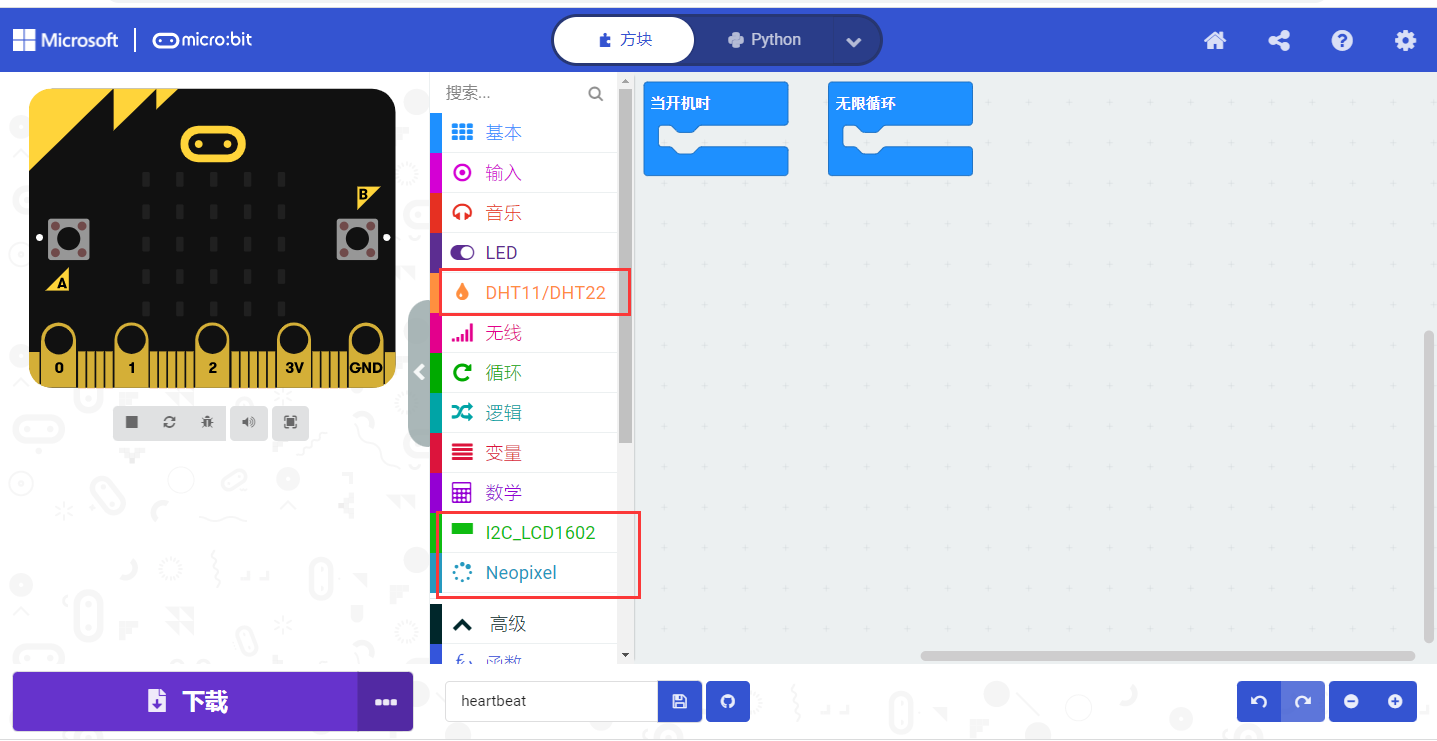 Microsoft
micro:bit
方块
Python
搜索...
基本
输入
音乐
LED
DHT11/DHT22
无线
循环
逻辑
变量
数学
I2C_LCD1602
Neopixel
高级
函数
当开机时
无限循环
B
A
0
1
2
3V
GND
下载
heartbeat